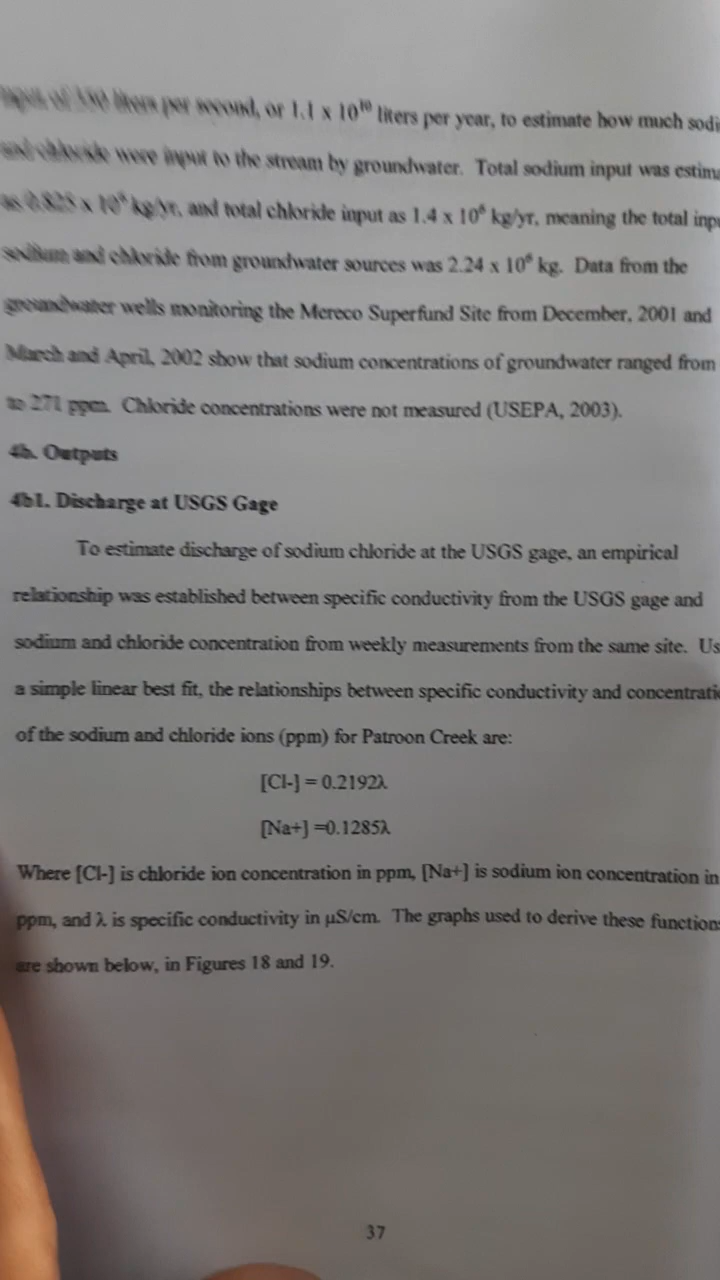 liters per second, or 1.1 x 10¹⁰ liters per year, to estimate how much sodi
and chloride were input to the stream by groundwater. Total sodium input was estima
as 0.825 x 10⁶ kg/yr, and total chloride input as 1.4 x 10⁶ kg/yr, meaning the total inpu
sodium and chloride from groundwater sources was 2.24 x 10⁶ kg. Data from the
groundwater wells monitoring the Mereco Superfund Site from December, 2001 and
March and April, 2002 show that sodium concentrations of groundwater ranged from
to 271 ppm. Chloride concentrations were not measured (USEPA, 2003).
4b. Outputs
4b1. Discharge at USGS Gage
To estimate discharge of sodium chloride at the USGS gage, an empirical
relationship was established between specific conductivity from the USGS gage and
sodium and chloride concentration from weekly measurements from the same site. Us
a simple linear best fit, the relationships between specific conductivity and concentratio
of the sodium and chloride ions (ppm) for Patroon Creek are:
[Cl-] = 0.2192λ
[Na+] =0.1285λ
Where [Cl-] is chloride ion concentration in ppm, [Na+] is sodium ion concentration in
ppm, and λ is specific conductivity in μS/cm. The graphs used to derive these functions
are shown below, in Figures 18 and 19.
37